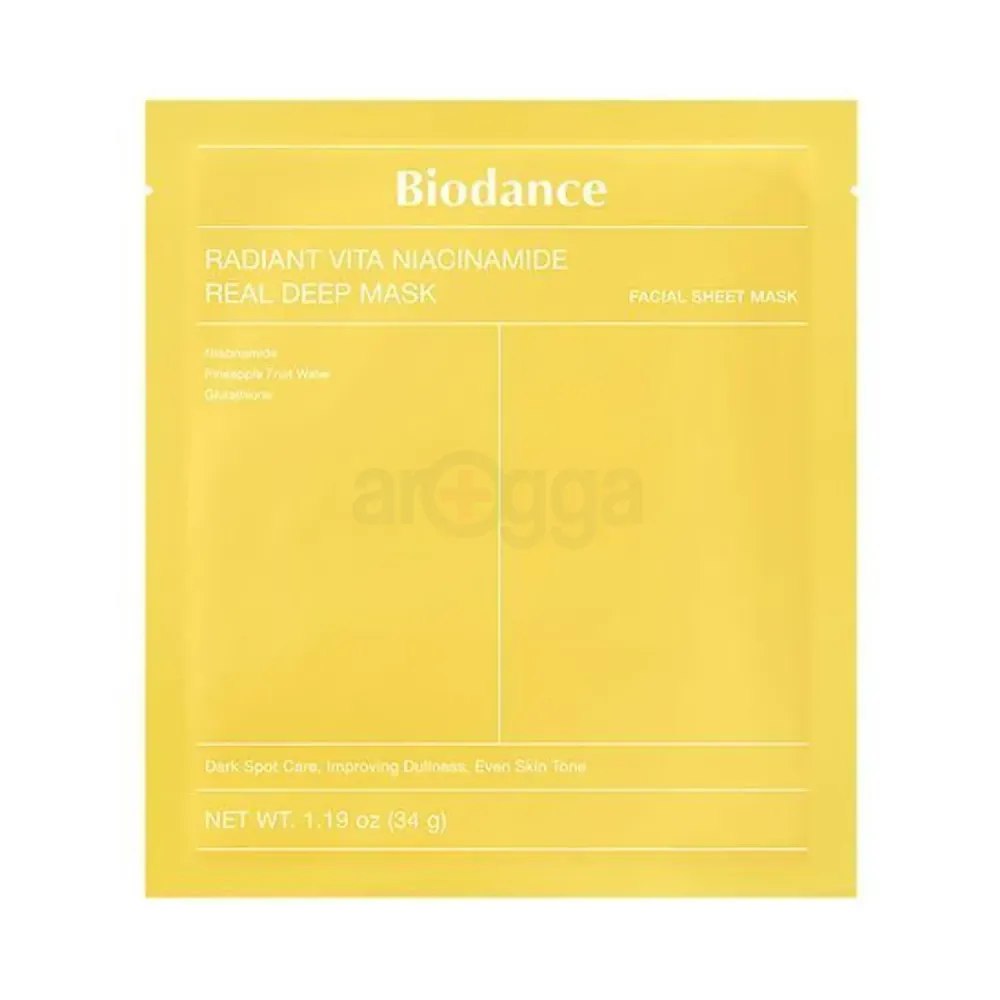 Biodance
RADIANT VITA NIACINAMIDE
REAL DEEP MASK
FACIAL SHEET MASK
Niacinamide
Pineapple Fruit Water
Glutathione
arogga
Dark Spot Care, Improving Dullness, Even Skin Tone
NET WT. 1.19 oz (34 g)